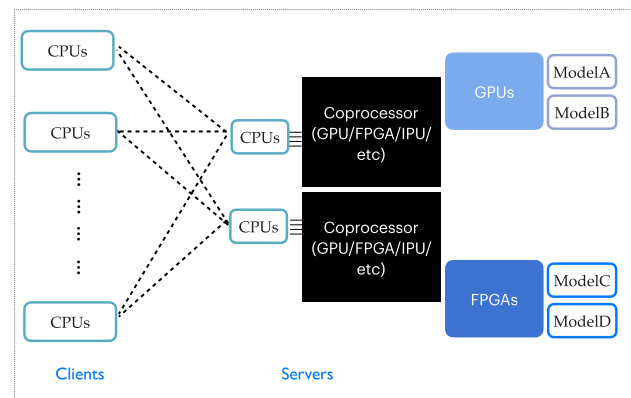 CPUs
CPUs
CPUs
Clients
CPUs
CPUs
Servers
Coprocessor
(GPU/FPGA/IPU/
etc)
Coprocessor
(GPU/FPGA/IPU/
etc)
GPUs
ModelA
ModelB
FPGAs
ModelC
ModelD